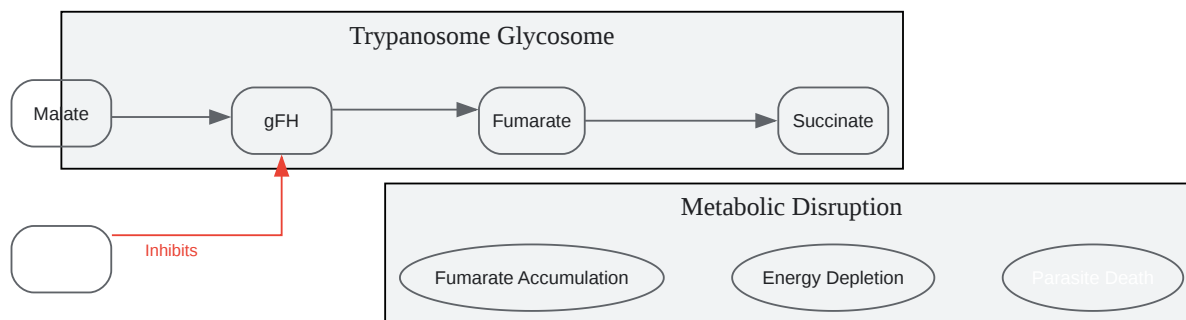 Trypanosome Glycosome
Malate
gFH
Fumarate
Succinate
Inhibits
Metabolic Disruption
Fumarate Accumulation
Energy Depletion
Parasite Death